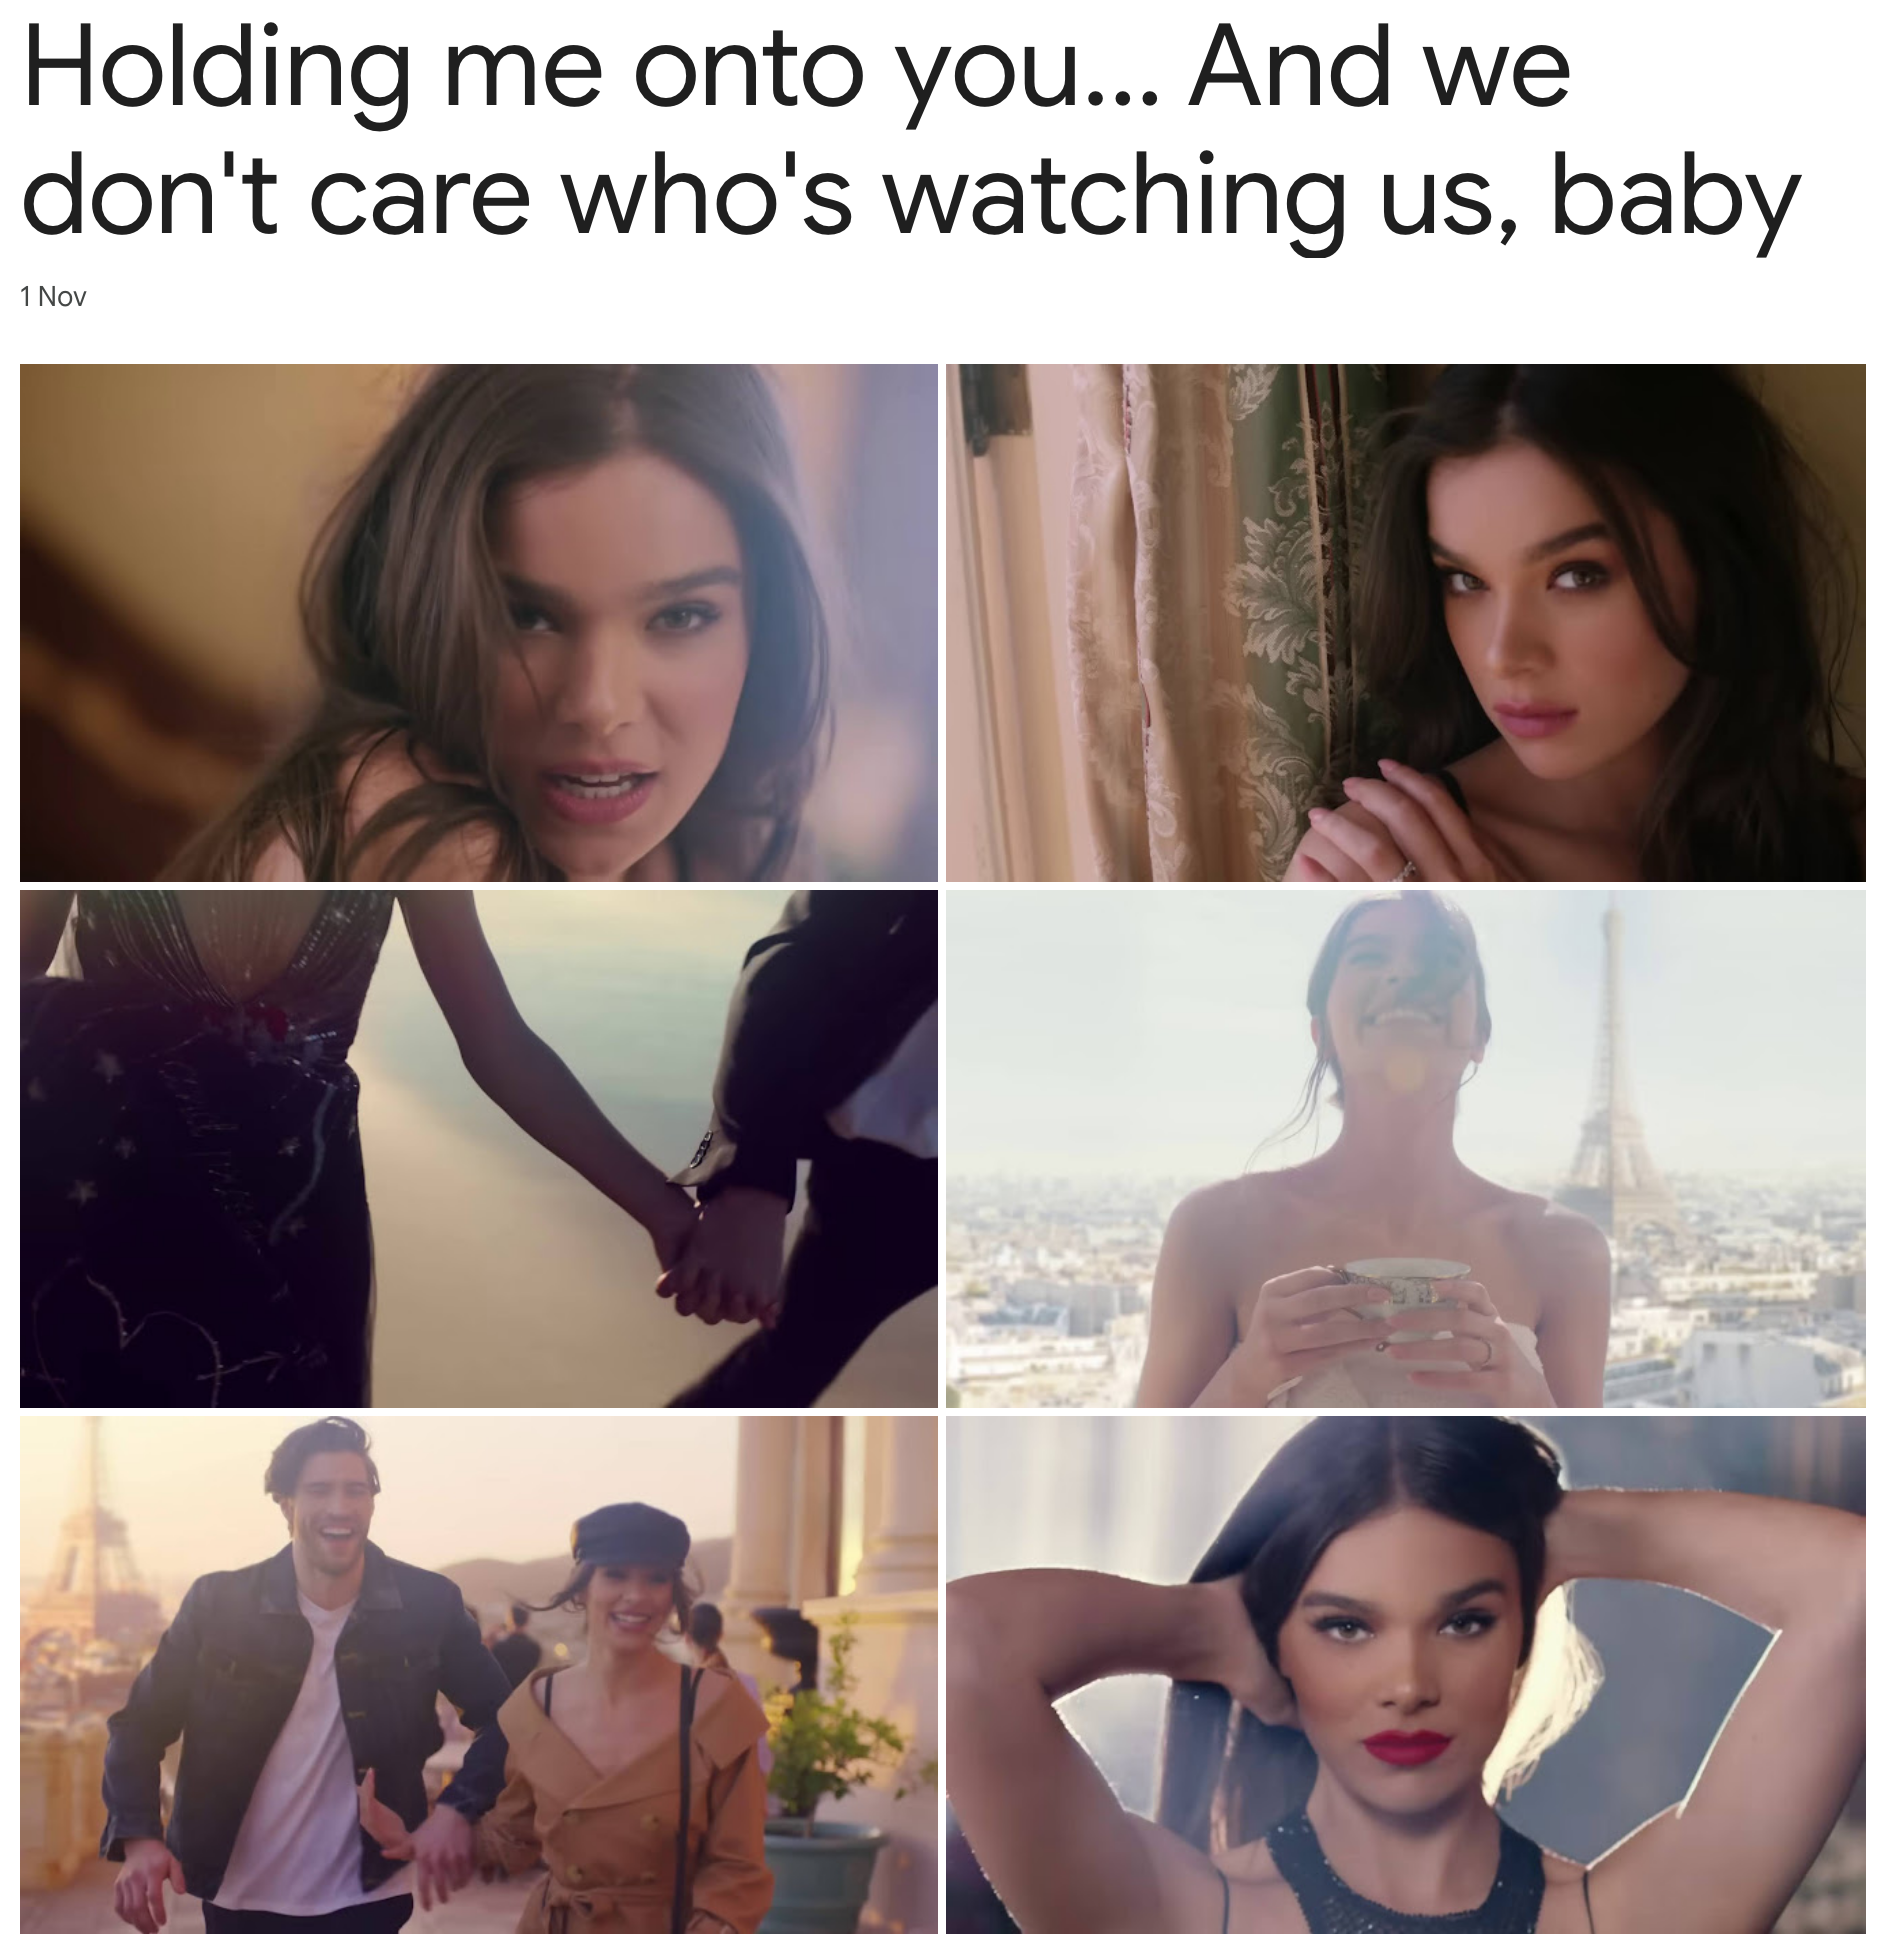 Holding me onto you... And we
don't care who's watching us, baby
1 Nov